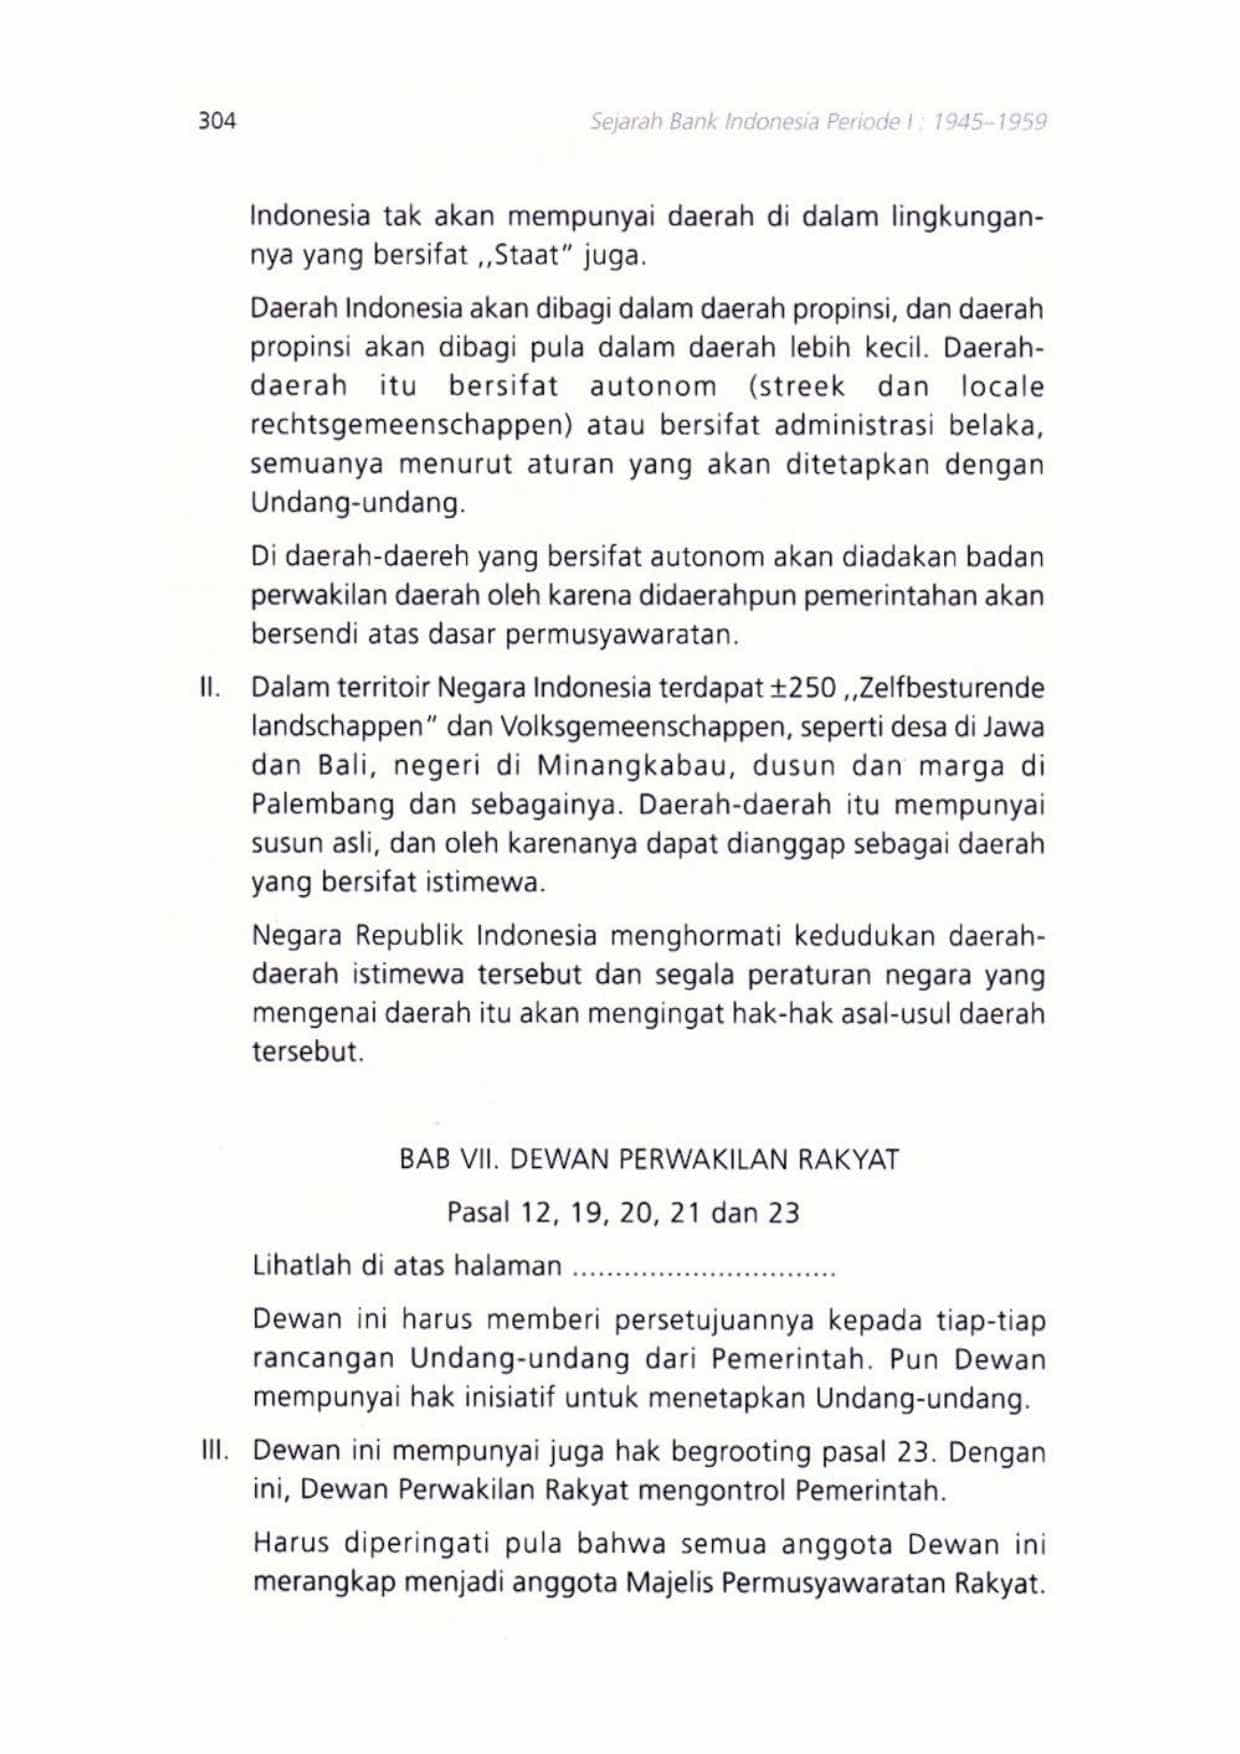 304
Sejarah Bank Indonesia Periode I : 1945–1959
Indonesia tak akan mempunyai daerah di dalam lingkungan-
nya yang bersifat ,,Staat" juga.
Daerah Indonesia akan dibagi dalam daerah propinsi, dan daerah
propinsi akan dibagi pula dalam daerah lebih kecil. Daerah-
daerah itu bersifat autonom (streek dan locale
rechtsgemeenschappen) atau bersifat administrasi belaka,
semuanya menurut aturan yang akan ditetapkan dengan
Undang-undang.
Di daerah-daereh yang bersifat autonom akan diadakan badan
perwakilan daerah oleh karena didaerahpun pemerintahan akan
bersendi atas dasar permusyawaratan.
II. Dalam territoir Negara Indonesia terdapat ±250 ,,Zelfbesturende
landschappen" dan Volksgemeenschappen, seperti desa di Jawa
dan Bali, negeri di Minangkabau, dusun dan marga di
Palembang dan sebagainya. Daerah-daerah itu mempunyai
susun asli, dan oleh karenanya dapat dianggap sebagai daerah
yang bersifat istimewa.
Negara Republik Indonesia menghormati kedudukan daerah-
daerah istimewa tersebut dan segala peraturan negara yang
mengenai daerah itu akan mengingat hak-hak asal-usul daerah
tersebut.
BAB VII. DEWAN PERWAKILAN RAKYAT
Pasal 12, 19, 20, 21 dan 23
Lihatlah di atas halaman ...............................
Dewan ini harus memberi persetujuannya kepada tiap-tiap
rancangan Undang-undang dari Pemerintah. Pun Dewan
mempunyai hak inisiatif untuk menetapkan Undang-undang.
III. Dewan ini mempunyai juga hak begrooting pasal 23. Dengan
ini, Dewan Perwakilan Rakyat mengontrol Pemerintah.
Harus diperingati pula bahwa semua anggota Dewan ini
merangkap menjadi anggota Majelis Permusyawaratan Rakyat.